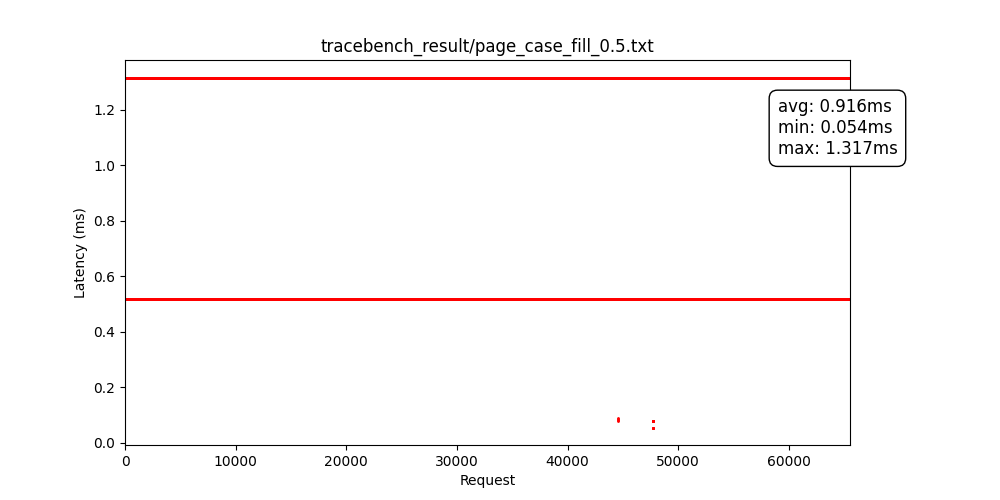 tracebench_result/page_case_fill_0.5.txt
avg: 0.916ms
min: 0.054ms
max: 1.317ms
1.2
1.0
0.8
0.6
0.4
0.2
0.0
Latency (ms)
0
10000
20000
30000
40000
50000
60000
Request